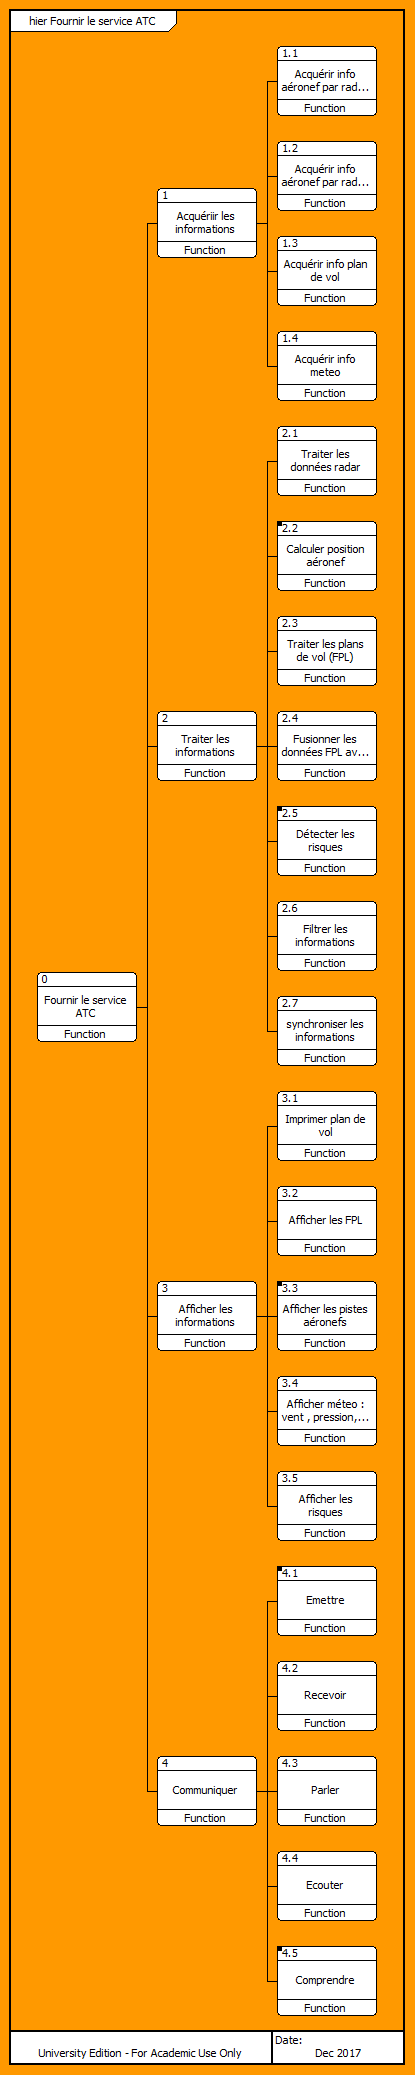 hier Fournir le service ATC
1.1
Acquérir info
aéronef par rad...
Function
1.2
Acquérir info
aéronef par rad...
Function
1
Acquériir les
informations
Function
1.3
Acquérir info plan
de vol
Function
1.4
Acquérir info
meteo
Function
2.1
Traiter les
données radar
Function
2.2
Calculer position
aéronef
Function
2.3
Traiter les plans
de vol (FPL)
Function
2
Traiter les
informations
Function
2.4
Fusionner les
données FPL av...
Function
2.5
Détecter les
risques
Function
2.6
Filtrer les
informations
Function
0
Fournir le service
ATC
Function
2.7
synchroniser les
informations
Function
3.1
Imprimer plan de
vol
Function
3.2
Afficher les FPL
Function
3
Afficher les
informations
Function
3.3
Afficher les pistes
aéronefs
Function
3.4
Afficher méteo :
vent , pression,...
Function
3.5
Afficher les
risques
Function
4.1
Emettre
Function
4.2
Recevoir
Function
4
Communiquer
Function
4.3
Parler
Function
4.4
Ecouter
Function
4.5
Comprendre
Function
University Edition - For Academic Use Only
Date:
Dec 2017